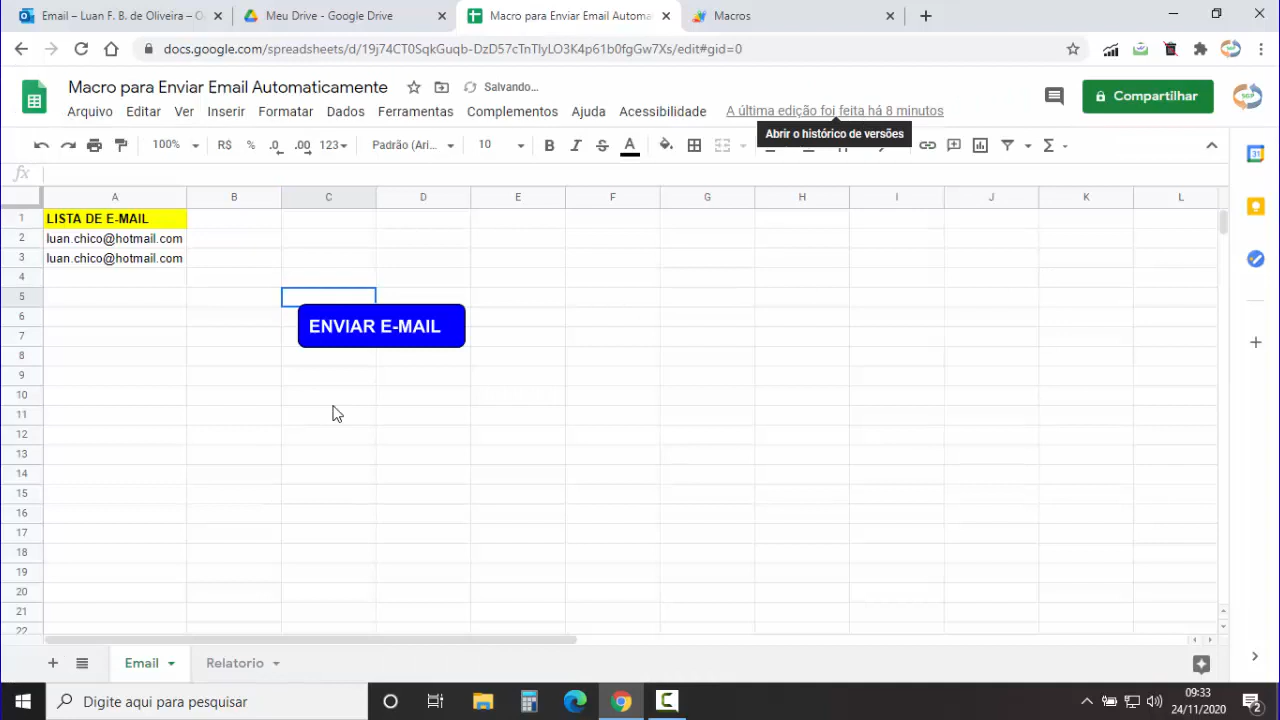 Email – Luan F. B. de Oliveira – O
Meu Drive - Google Drive
Macro para Enviar Email Automa
Macros
docs.google.com/spreadsheets/d/19j74CT0SqkGuqb-DzD57cTtTlyLO3K4p61b0fgGw7Xs/edit#gid=0
Macro para Enviar Email Automaticamente
Salvando...
Compartilhar
Arquivo Editar Ver Inserir Formatar Dados Ferramentas Complementos Ajuda Acessibilidade A última edição foi feita há 8 minutos
Abrir o histórico de versões
100% R$ % .0 .00 123 Padrão (Ari... 10 B I S A Σ
fx
A B C D E F G H I J K L
1 LISTA DE E-MAIL
2 luan.chico@hotmail.com
3 luan.chico@hotmail.com
4
5
6
ENVIAR E-MAIL
7
8
9
10
11
12
13
14
15
16
17
18
19
20
21
22
Email Relatorio
Digite aqui para pesquisar
09:33
24/11/2020
2